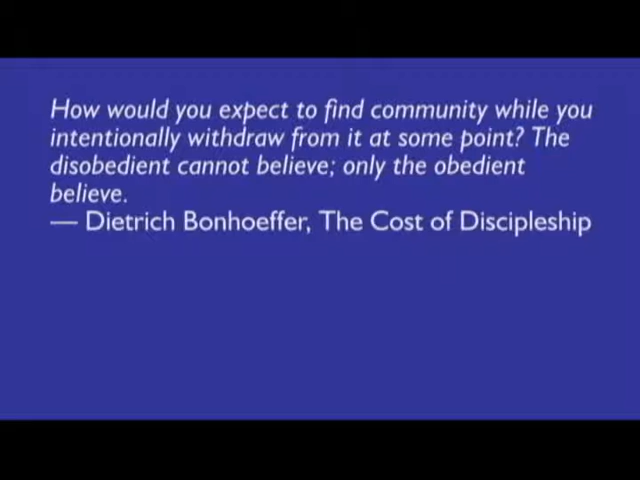 How would you expect to find community while you
intentionally withdraw from it at some point? The
disobedient cannot believe; only the obedient
believe.
— Dietrich Bonhoeffer, The Cost of Discipleship